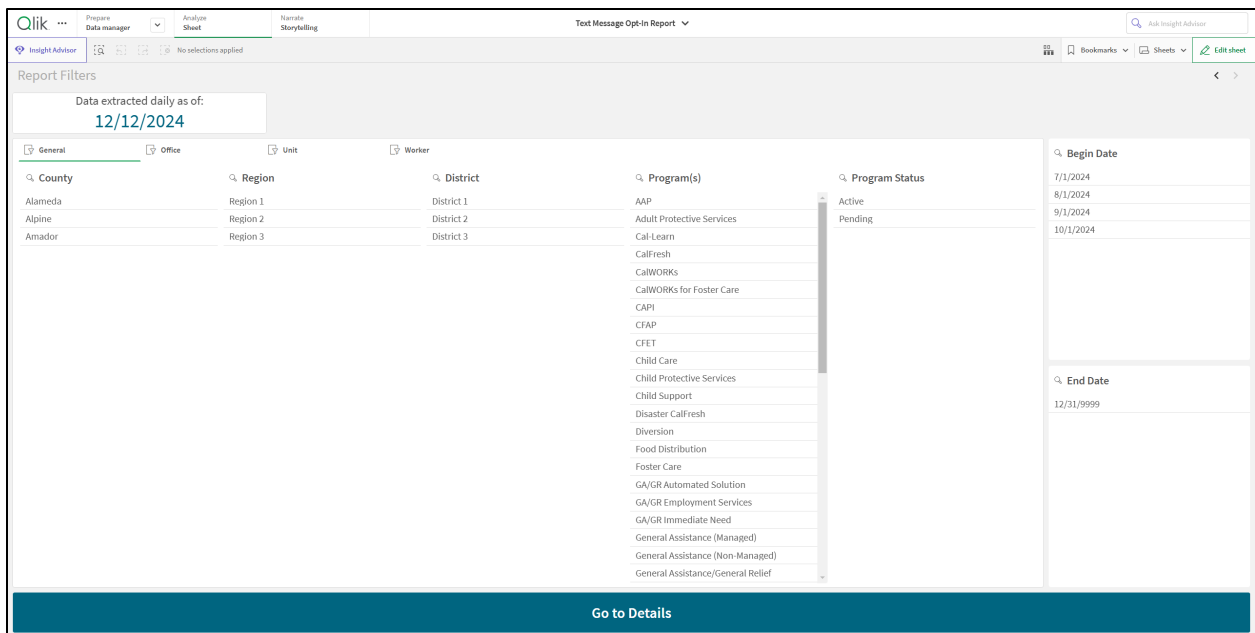 Qlik
...
Prepare
Data manager
Analyze
Sheet
Narrate
Storytelling
Text Message Opt-In Report
Ask Insight Advisor
Insight Advisor
No selections applied
Bookmarks
Sheets
Edit sheet
Report Filters
Data extracted daily as of:
12/12/2024
General
Office
Unit
Worker
County
Alameda
Alpine
Amador
Region
Region 1
Region 2
Region 3
District
District 1
District 2
District 3
Program(s)
AAP
Adult Protective Services
Cal-Learn
CalFresh
CalWORKs
CalWORKs for Foster Care
CAPI
CFAP
CFET
Child Care
Child Protective Services
Child Support
Disaster CalFresh
Diversion
Food Distribution
Foster Care
GA/GR Automated Solution
GA/GR Employment Services
GA/GR Immediate Need
General Assistance (Managed)
General Assistance (Non-Managed)
General Assistance/General Relief
Program Status
Active
Pending
Begin Date
7/1/2024
8/1/2024
9/1/2024
10/1/2024
End Date
12/31/9999
Go to Details